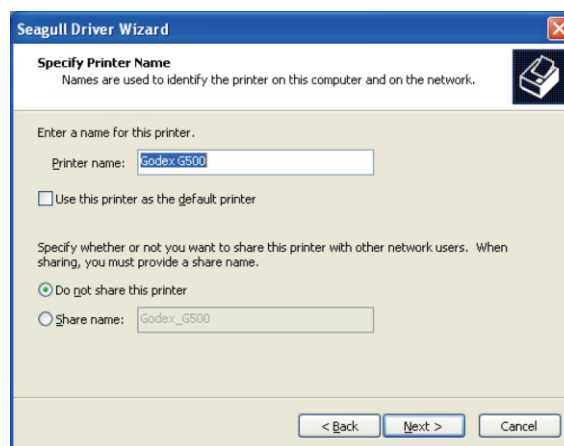 Seagull Driver Wizard
Specify Printer Name
Names are used to identify the printer on this computer and on the network.
Enter a name for this printer.
Printer name: Godex G500
Use this printer as the default printer
Specify whether or not you want to share this printer with other network users. When
sharing, you must provide a share name.
Do not share this printer
Share name: Godex_G500
< Back Next > Cancel